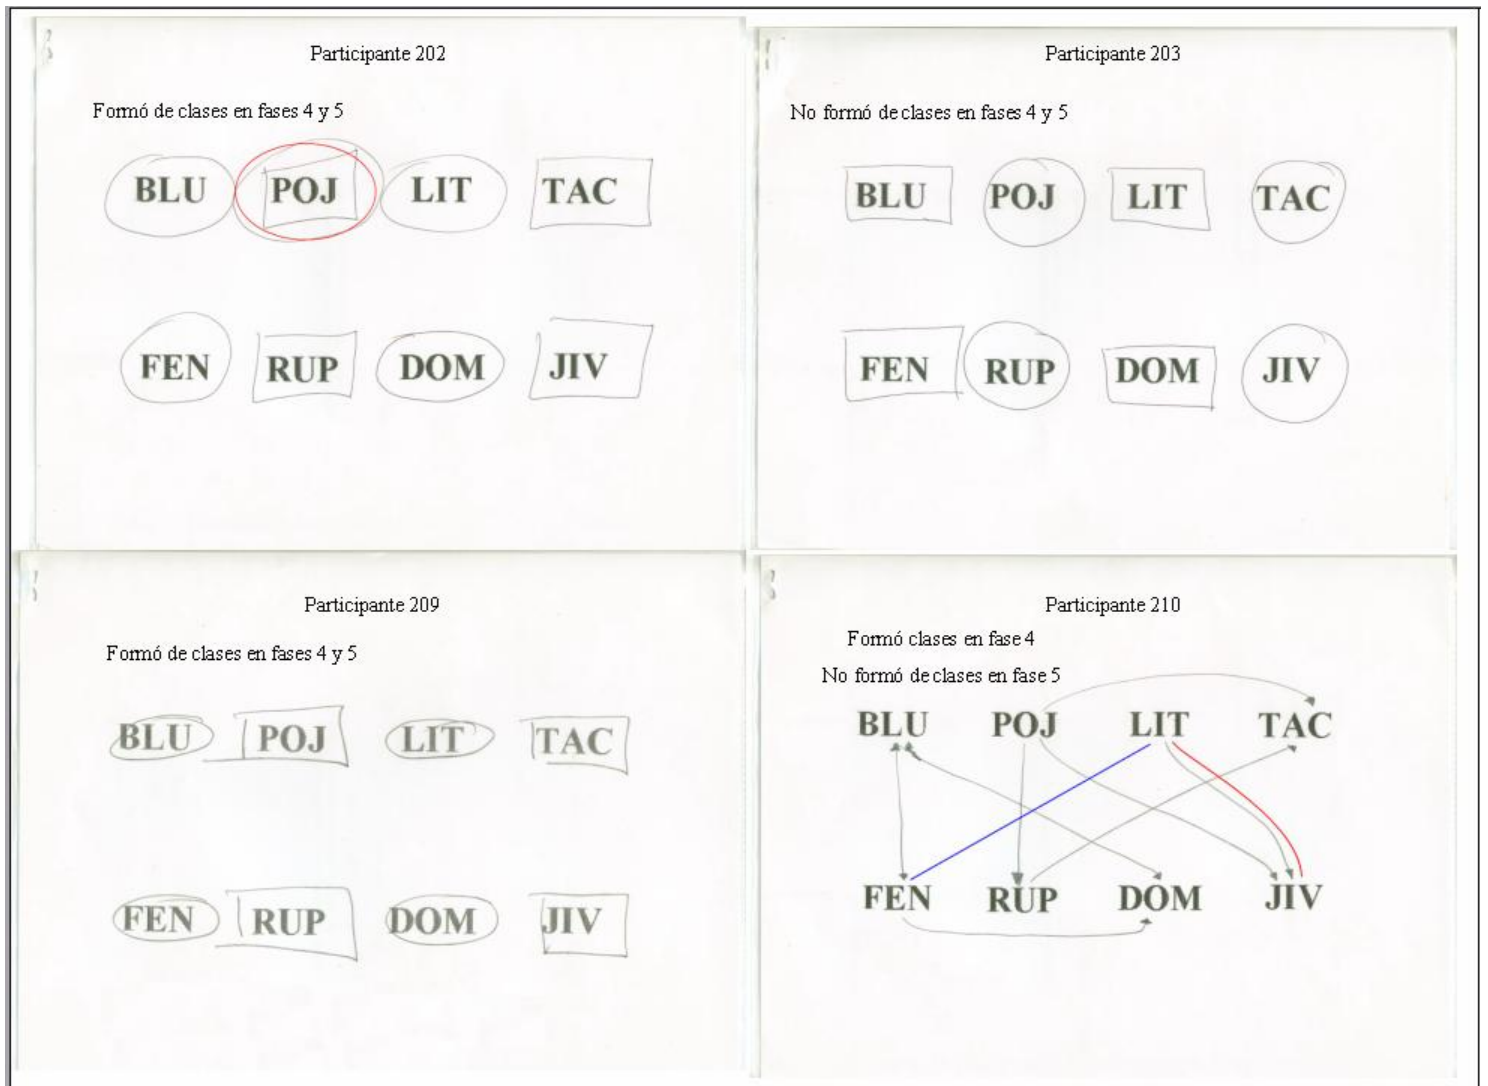 Participante 202
Formó de clases en fases 4 y 5
BLU POJ LIT TAC
FEN RUP DOM JIV
Participante 203
No formó de clases en fases 4 y 5
BLU POJ LIT TAC
FEN RUP DOM JIV
Participante 209
Formó de clases en fases 4 y 5
BLU POJ LIT TAC
FEN RUP DOM JIV
Participante 210
Formó clases en fase 4
No formó de clases en fase 5
BLU POJ LIT TAC
FEN RUP DOM JIV